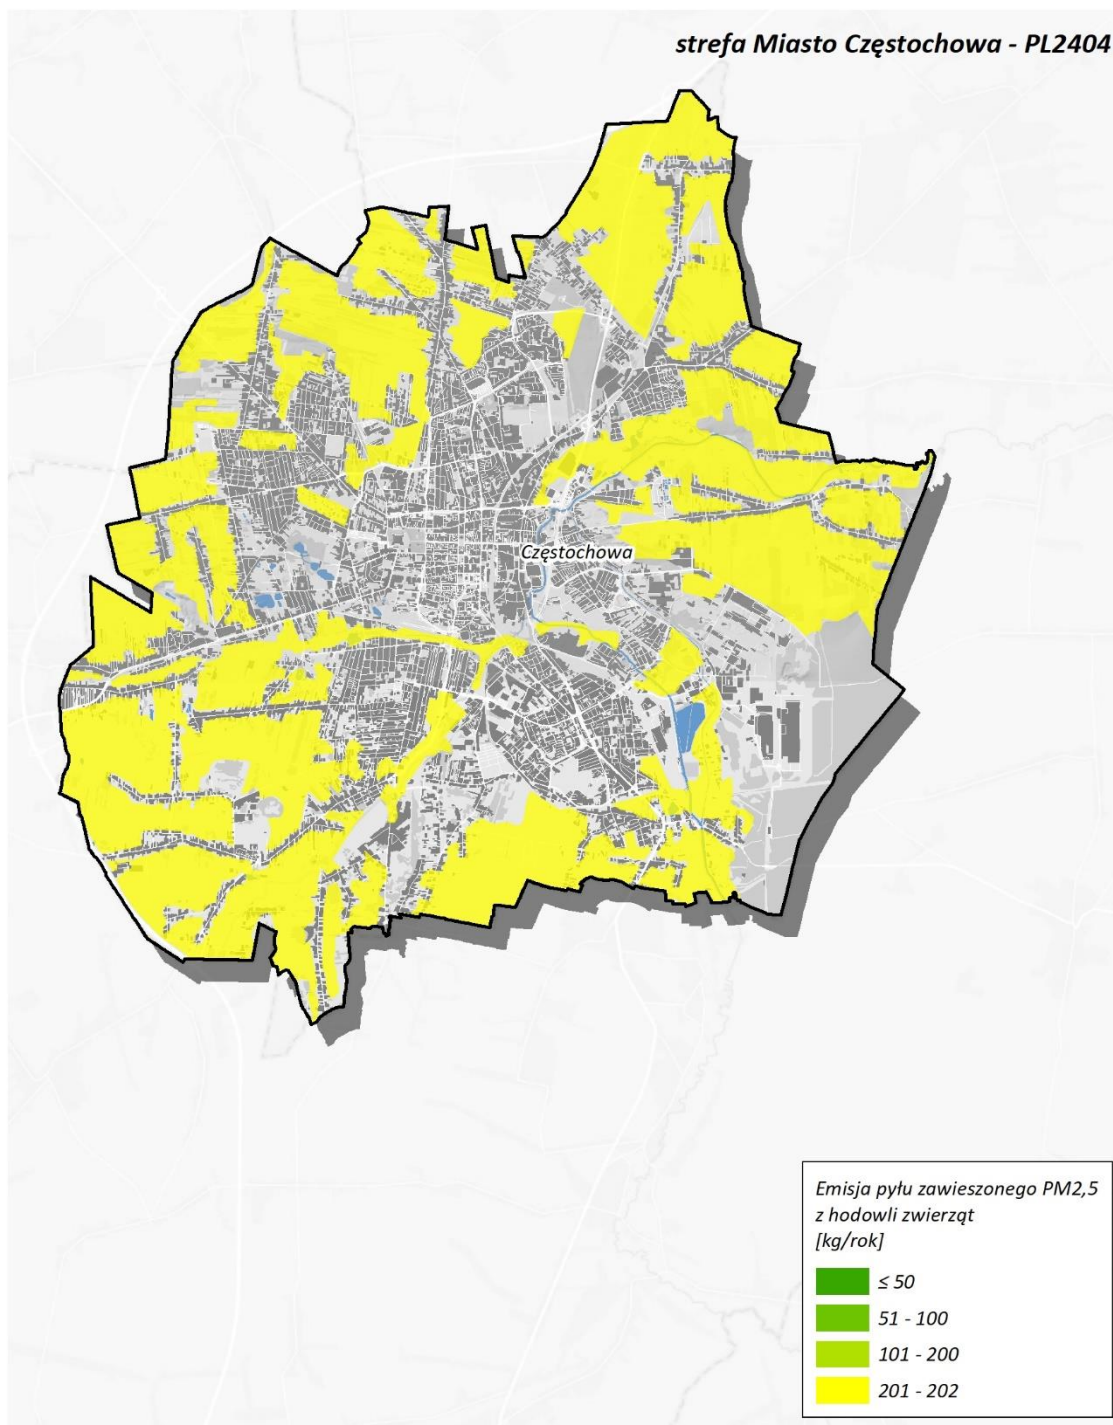 strefa Miasto Częstochowa - PL2404
Częstochowa
Emisja pyłu zawieszonego PM2,5
z hodowli zwierząt
[kg/rok]
≤ 50
51 - 100
101 - 200
201 - 202